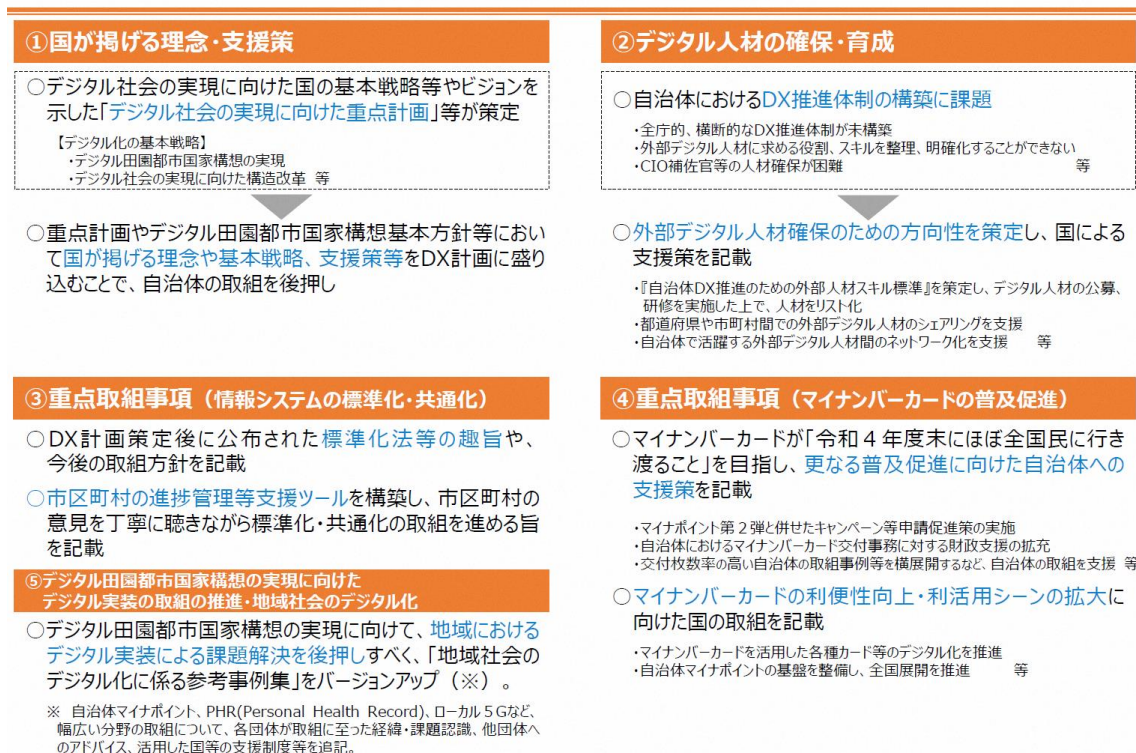 ①国が掲げる理念・支援策
○デジタル社会の実現に向けた国の基本戦略等やビジョンを
示した「デジタル社会の実現に向けた重点計画」等が策定
【デジタル化の基本戦略】
・デジタル田園都市国家構想の実現
・デジタル社会の実現に向けた構造改革 等
○重点計画やデジタル田園都市国家構想基本方針等におい
て国が掲げる理念や基本戦略、支援策等をDX計画に盛り
込むことで、自治体の取組を後押し
②デジタル人材の確保・育成
○自治体におけるDX推進体制の構築に課題
・全庁的、横断的なDX推進体制が未構築
・外部デジタル人材に求める役割、スキルを整理、明確化することができない
・CIO補佐官等の人材確保が困難 等
○外部デジタル人材確保のための方向性を策定し、国による
支援策を記載
・『自治体DX推進のための外部人材スキル標準』を策定し、デジタル人材の公募、
研修を実施した上で、人材をリスト化
・都道府県や市町村間での外部デジタル人材のシェアリングを支援
・自治体で活躍する外部デジタル人材間のネットワーク化を支援 等
③重点取組事項（情報システムの標準化・共通化）
○DX計画策定後に公布された標準化法等の趣旨や、
今後の取組方針を記載
○市区町村の進捗管理等支援ツールを構築し、市区町村の
意見を丁寧に聴きながら標準化・共通化の取組を進める旨
を記載
⑤デジタル田園都市国家構想の実現に向けた
デジタル実装の取組の推進・地域社会のデジタル化
○デジタル田園都市国家構想の実現に向けて、地域における
デジタル実装による課題解決を後押しすべく、「地域社会の
デジタル化に係る参考事例集」をバージョンアップ（※）。
※ 自治体マイナポイント、PHR(Personal Health Record)、ローカル5Gなど、
幅広い分野の取組について、各団体が取組に至った経緯・課題認識、他団体へ
のアドバイス、活用した国等の支援制度等を追記。
④重点取組事項（マイナンバーカードの普及促進）
○マイナンバーカードが「令和4年度末にほぼ全国民に行き
渡ること」を目指し、更なる普及促進に向けた自治体への
支援策を記載
・マイナポイント第2弾と併せたキャンペーン等申請促進策の実施
・自治体におけるマイナンバーカード交付事務に対する財政支援の拡充
・交付枚数率の高い自治体の取組事例等を横展開するなど、自治体の取組を支援 等
○マイナンバーカードの利便性向上・利活用シーンの拡大に
向けた国の取組を記載
・マイナンバーカードを活用した各種カード等のデジタル化を推進
・自治体マイナポイントの基盤を整備し、全国展開を推進 等